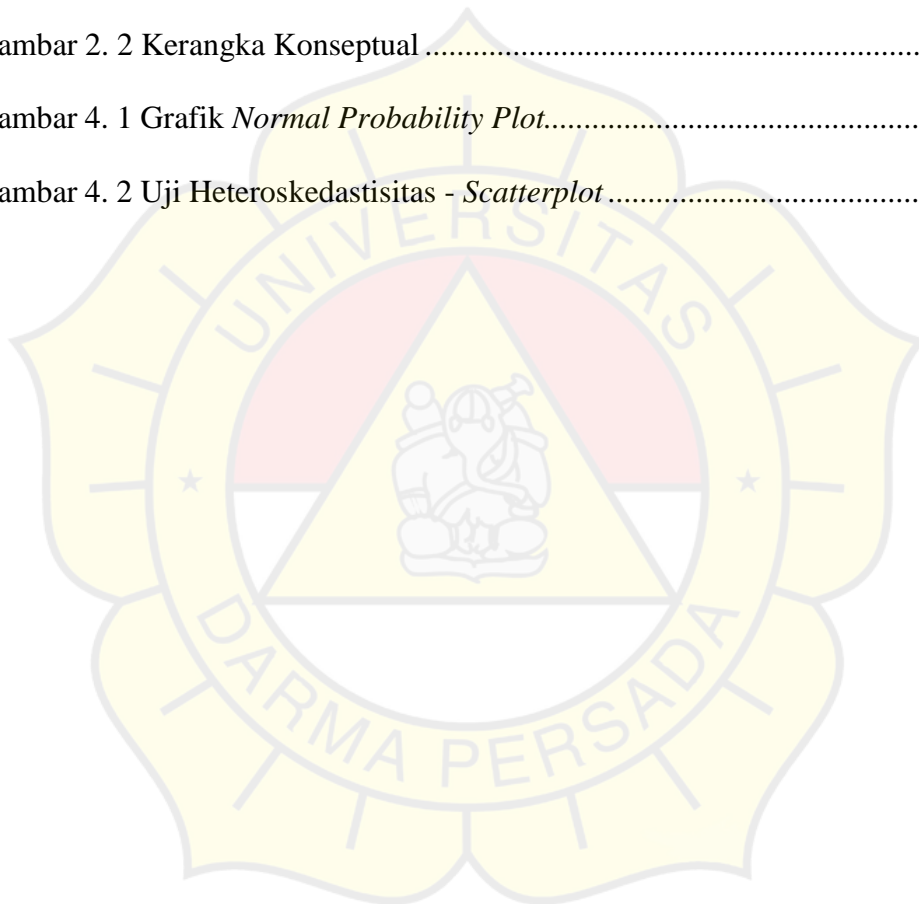 ambar 2. 2 Kerangka Konseptual ................................................................
ambar 4. 1 Grafik Normal Probability Plot................................................
ambar 4. 2 Uji Heteroskedastisitas - Scatterplot ........................................
UNIVERSITAS
DARMA PERSADA